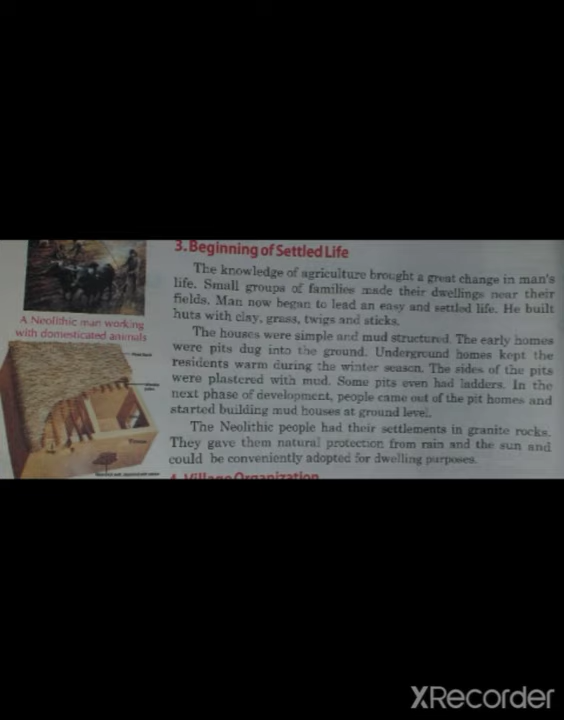 3. Beginning of Settled Life
The knowledge of agriculture brought a great change in man's
life. Small groups of families made their dwellings near their
fields. Man now began to lead an easy and settled life. He built
huts with clay, grass, twigs and sticks.
The houses were simple and mud structured. The early homes
were pits dug into the ground. Underground homes kept the
residents warm during the winter season. The sides of the pits
were plastered with mud. Some pits even had ladders. In the
next phase of development, people came out of the pit homes and
started building mud houses at ground level.
The Neolithic people had their settlements in granite rocks.
They gave them natural protection from rain and the sun and
could be conveniently adopted for dwelling purposes.
4. Village Organization
A Neolithic man working
with domesticated animals
XRecorder